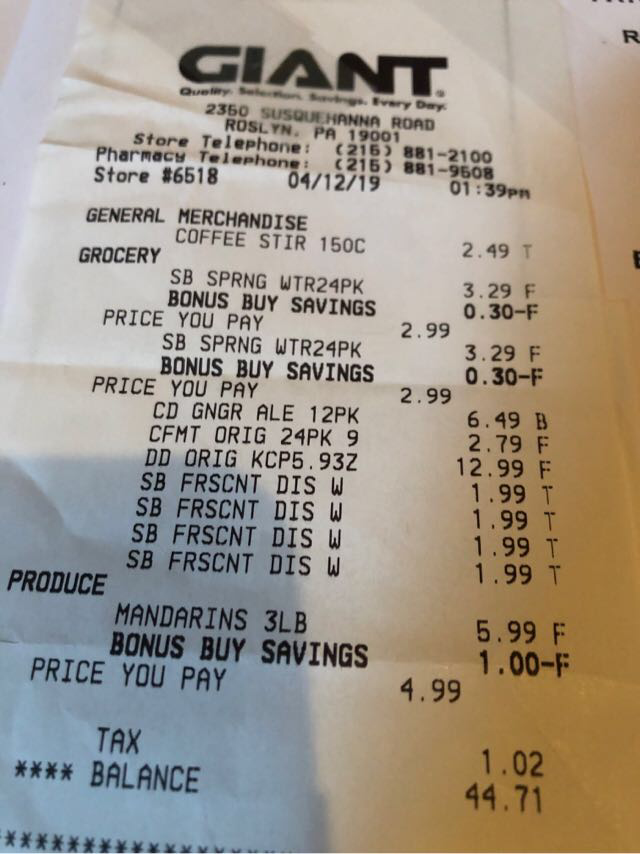 GIANT
Quality. Selection. Savings. Every Day.
2350 SUSQUEHANNA ROAD
ROSLYN, PA 19001
Store Telephone: (215) 881-2100
Pharmacy Telephone: (215) 881-9508
Store #6518 04/12/19 01:39pm
GENERAL MERCHANDISE
COFFEE STIR 150C 2.49 T
GROCERY
SB SPRNG WTR24PK 3.29 F
BONUS BUY SAVINGS 0.30-F
PRICE YOU PAY 2.99
SB SPRNG WTR24PK 3.29 F
BONUS BUY SAVINGS 0.30-F
PRICE YOU PAY 2.99
CD GNGR ALE 12PK 6.49 B
CFMT ORIG 24PK 9 2.79 F
DD ORIG KCP5.93Z 12.99 F
SB FRSCNT DIS W 1.99 T
SB FRSCNT DIS W 1.99 T
SB FRSCNT DIS W 1.99 T
SB FRSCNT DIS W 1.99 T
PRODUCE
MANDARINS 3LB 5.99 F
BONUS BUY SAVINGS 1.00-F
PRICE YOU PAY 4.99
TAX 1.02
**** BALANCE 44.71